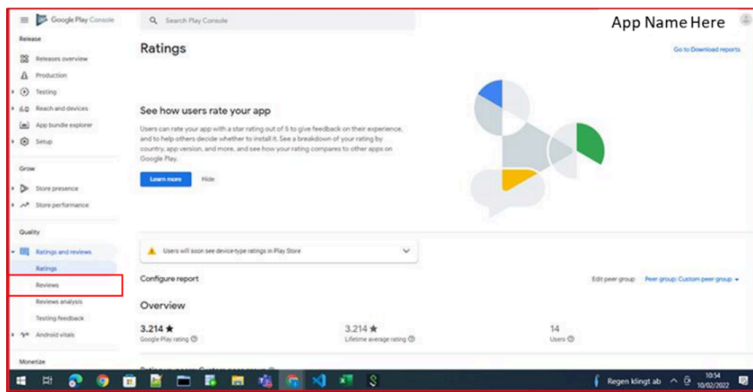 Google Play Console
Search Play Console
App Name Here
Release
Releases overview
Production
Testing
Reach and devices
App bundle explorer
Setup
Grow
Store presence
Store performance
Quality
Ratings and reviews
Ratings
Reviews
Reviews analysis
Testing feedback
Android vitals
Monetize
Ratings
Go to Download reports
See how users rate your app
Users can rate your app with a star rating out of 5 to give feedback on their experience,
and to help others decide whether to install it. See a breakdown of your rating by
country, app version, and more, and see how your rating compares to other apps on
Google Play.
Learn more Hide
Users will soon see device-type ratings in Play Store
Configure report
Edit peer group Peer group: Custom peer group
Overview
3.214 ★ 3.214 ★ 14
Google Play rating Lifetime average rating Users
Regen klingt ab
10:54
10/02/2022